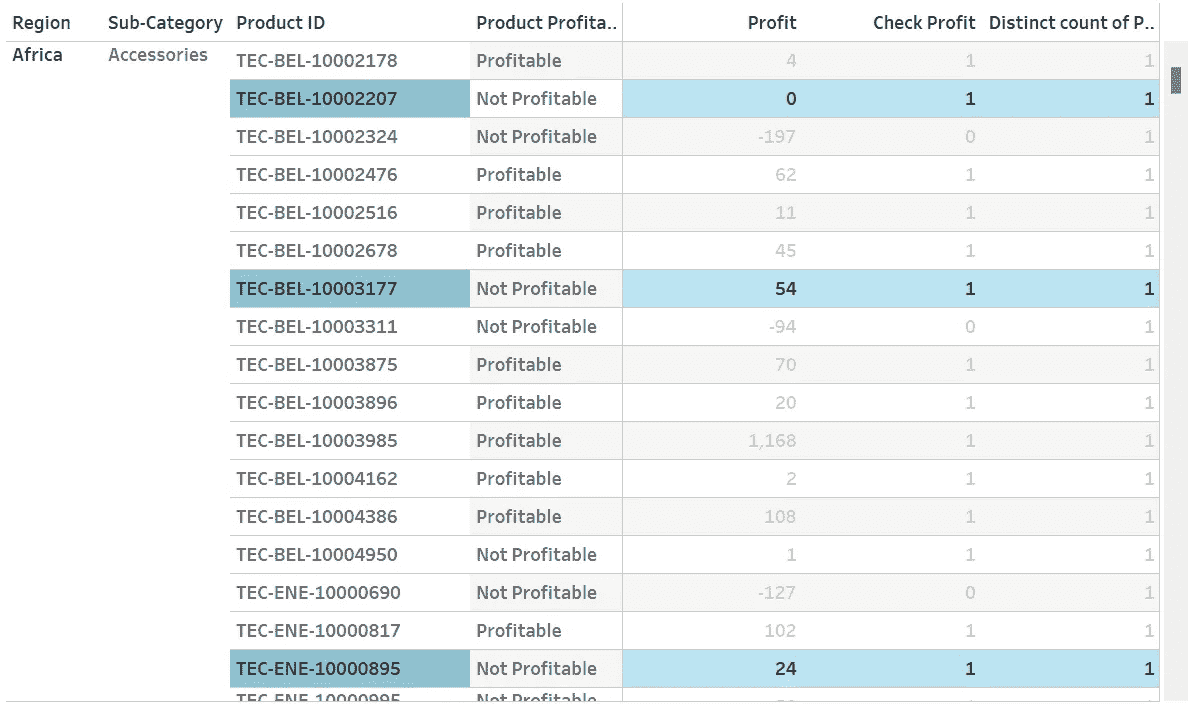 Region Sub-Category Product ID Product Profita.. Profit Check Profit Distinct count of P..
Africa Accessories TEC-BEL-10002178 Profitable 4 1 1
TEC-BEL-10002207 Not Profitable 0 1 1
TEC-BEL-10002324 Not Profitable -197 0 1
TEC-BEL-10002476 Profitable 62 1 1
TEC-BEL-10002516 Profitable 11 1 1
TEC-BEL-10002678 Profitable 45 1 1
TEC-BEL-10003177 Not Profitable 54 1 1
TEC-BEL-10003311 Not Profitable -94 0 1
TEC-BEL-10003875 Profitable 70 1 1
TEC-BEL-10003896 Profitable 20 1 1
TEC-BEL-10003985 Profitable 1,168 1 1
TEC-BEL-10004162 Profitable 2 1 1
TEC-BEL-10004386 Profitable 108 1 1
TEC-BEL-10004950 Not Profitable 1 1 1
TEC-ENE-10000690 Not Profitable -127 0 1
TEC-ENE-10000817 Profitable 102 1 1
TEC-ENE-10000895 Not Profitable 24 1 1
TEC-ENE-10000995 Not Profitable